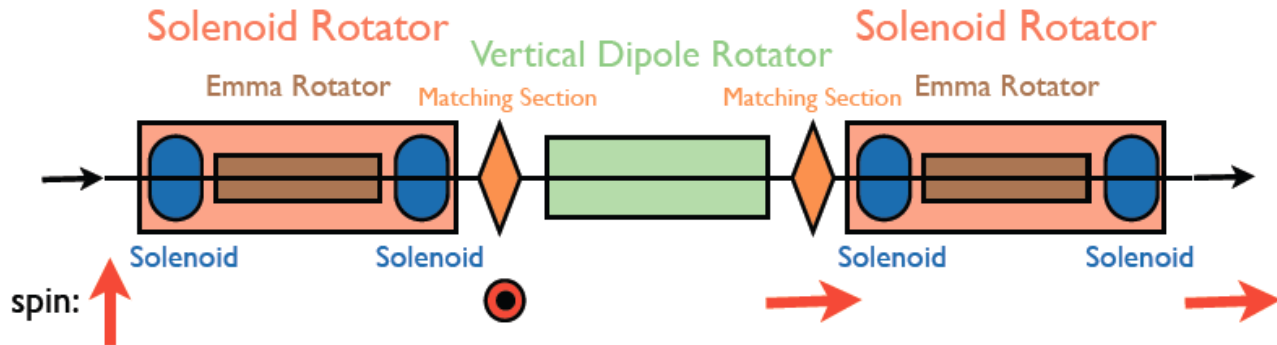 Solenoid Rotator
Solenoid Rotator
Vertical Dipole Rotator
Emma Rotator
Matching Section
Matching Section
Emma Rotator
Solenoid
Solenoid
Solenoid
Solenoid
spin: